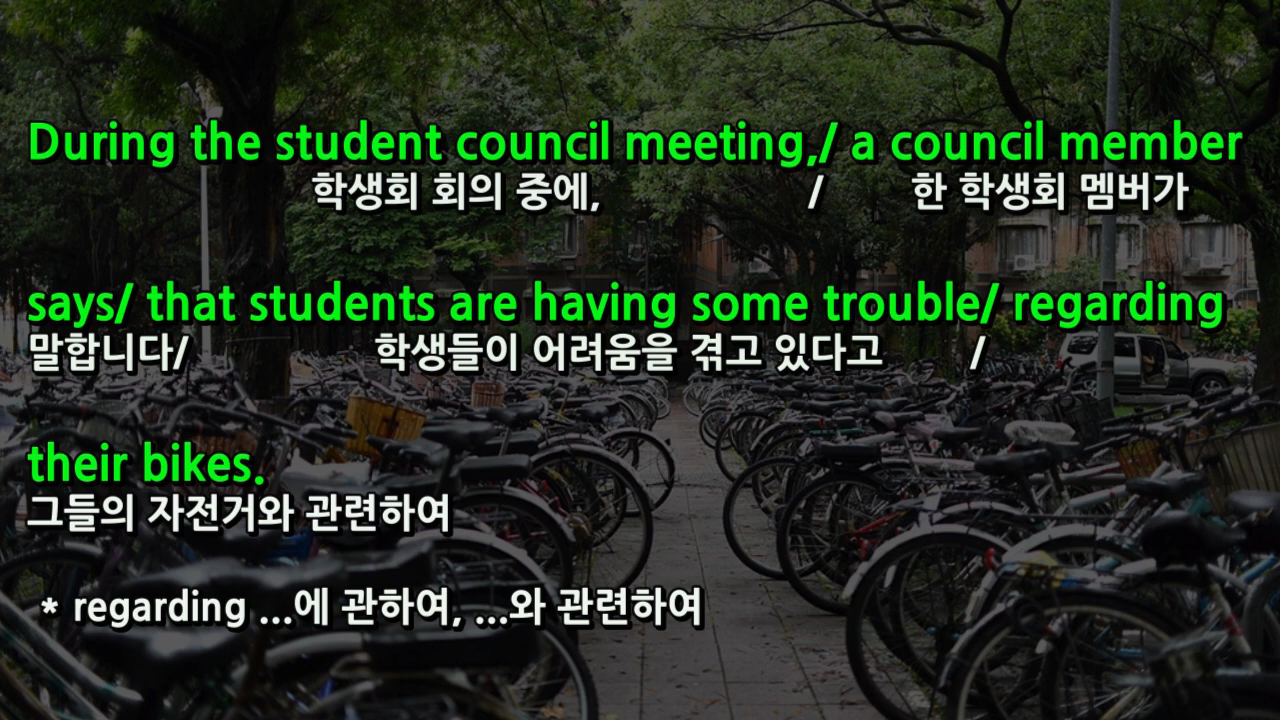 During the student council meeting,/ a council member
학생회 회의 중에, / 한 학생회 멤버가
says/ that students are having some trouble/ regarding
말합니다/ 학생들이 어려움을 겪고 있다고 /
their bikes.
그들의 자전거와 관련하여
* regarding ...에 관하여, ...와 관련하여